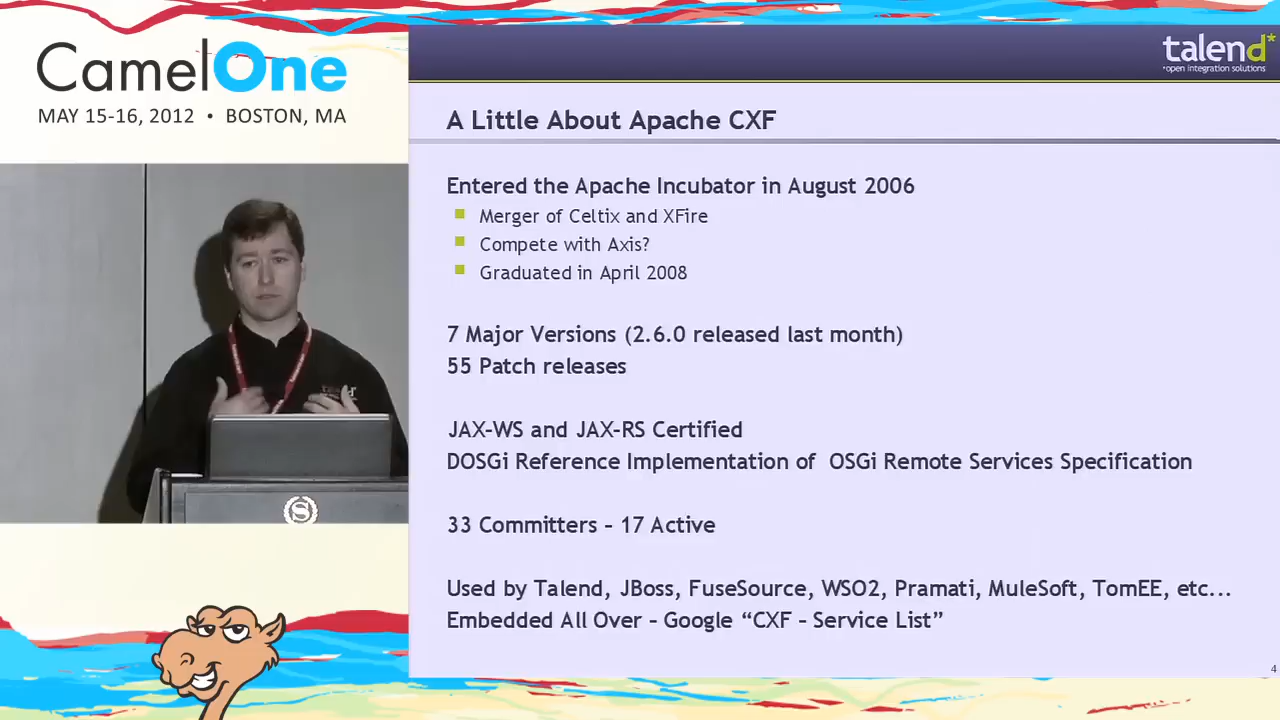 CamelOne
MAY 15-16, 2012 • BOSTON, MA
talend*
*open integration solutions
A Little About Apache CXF
Entered the Apache Incubator in August 2006
Merger of Celtix and XFire
Compete with Axis?
Graduated in April 2008
7 Major Versions (2.6.0 released last month)
55 Patch releases
JAX-WS and JAX-RS Certified
DOSGi Reference Implementation of OSGi Remote Services Specification
33 Committers – 17 Active
Used by Talend, JBoss, FuseSource, WSO2, Pramati, MuleSoft, TomEE, etc...
Embedded All Over – Google “CXF – Service List”
4